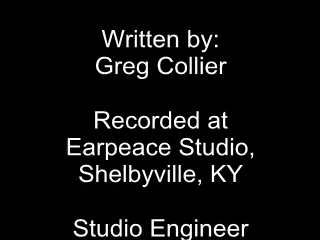 Written by:
Greg Collier
Recorded at
Earpeace Studio,
Shelbyville, KY
Studio Engineer